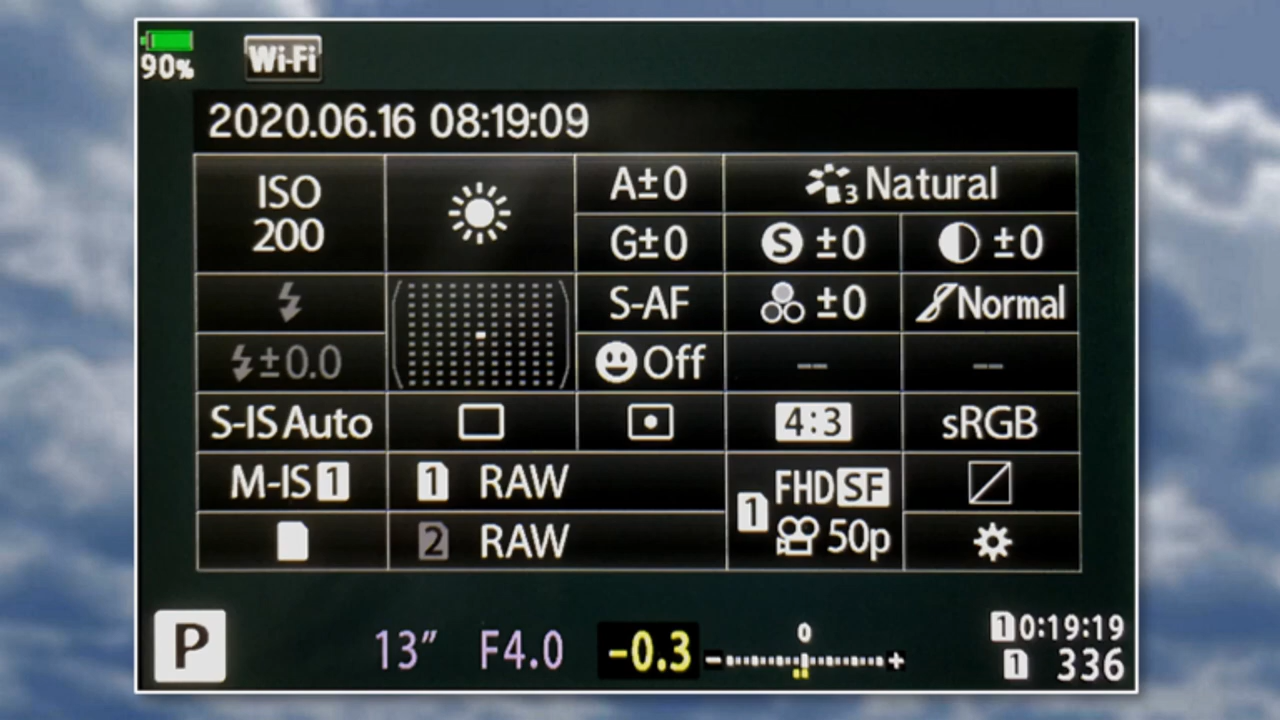 90%
Wi-Fi
2020.06.16 08:19:09
ISO
200
A±0
3 Natural
G±0
S ±0
±0
S-AF
±0
Normal
±0.0
Off
--
--
S-IS Auto
4:3
sRGB
M-IS 1
1 RAW
1 FHD SF
50p
2 RAW
P
13” F4.0 -0.3
0
- +
1 0:19:19
1 336